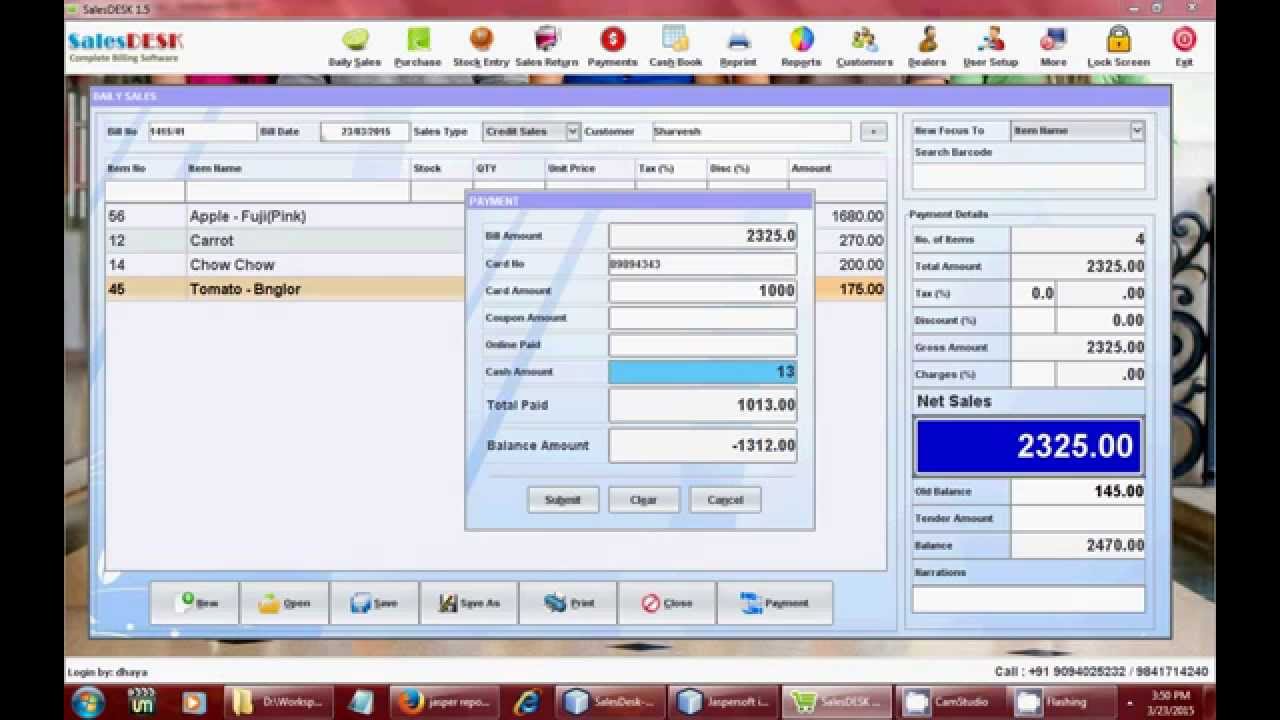 SalesDESK 1.5
SalesDESK
Complete Billing Software
Daily Sales Purchase Stock Entry Sales Return Payments Cash Book Reprint Reports Customers Dealers User Setup More Lock Screen Exit
DAILY SALES
Bill No 1415/01 Bill Date 23/03/2015 Sales Type Credit Sales Customer Sharvesh
New Focus To Item Name
Search Barcode
Item No Item Name Stock QTY Unit Price Tax (%) Disc (%) Amount
56 Apple - Fuji(Pink) 1680.00
12 Carrot 270.00
14 Chow Chow 200.00
45 Tomato - Bnglor 175.00
PAYMENT
Bill Amount 2325.0
Card No 89894343
Card Amount 1000
Coupon Amount
Online Paid
Cash Amount 13
Total Paid 1013.00
Balance Amount -1312.00
Submit Clear Cancel
Payment Details
No. of Items 4
Total Amount 2325.00
Tax (%) 0.0 .00
Discount (%) 0.00
Gross Amount 2325.00
Charges (%) .00
Net Sales
2325.00
Old Balance 145.00
Tender Amount
Balance 2470.00
Narrations
New Open Save Save As Print Close Payment
Login by: dhaya
Call : +91 9094025232 / 9841714240
D:\Worksp... jasper repo... SalesDesk-... Jaspersoft i... SalesDESK ... CamStudio Flashing
3:50 PM
3/23/2015